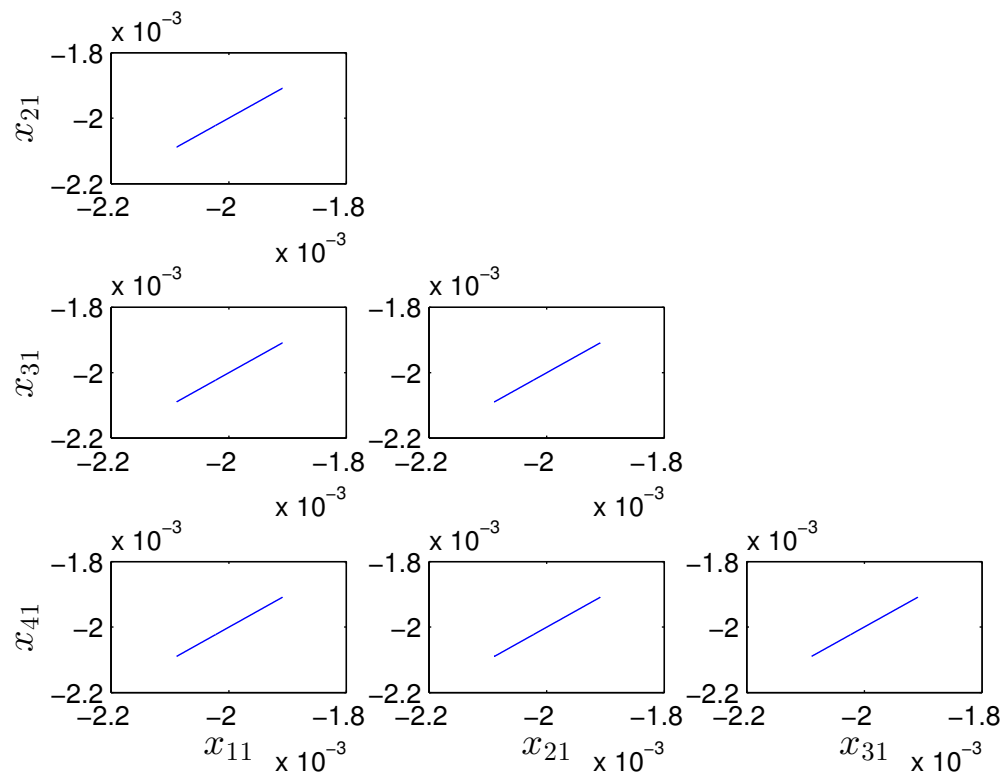 x 10⁻³
−1.8
x₂₁
−2
−2.2
−2.2 −2 −1.8
x 10⁻³
x 10⁻³ x 10⁻³
−1.8 −1.8
x₃₁ −2 −2
−2.2 −2.2
−2.2 −2 −1.8 −2.2 −2 −1.8
x 10⁻³ x 10⁻³
x 10⁻³ x 10⁻³ x 10⁻³
−1.8 −1.8 −1.8
x₄₁ −2 −2 −2
−2.2 −2.2 −2.2
−2.2 −2 −1.8 −2.2 −2 −1.8 −2.2 −2 −1.8
x₁₁ x 10⁻³ x₂₁ x 10⁻³ x₃₁ x 10⁻³